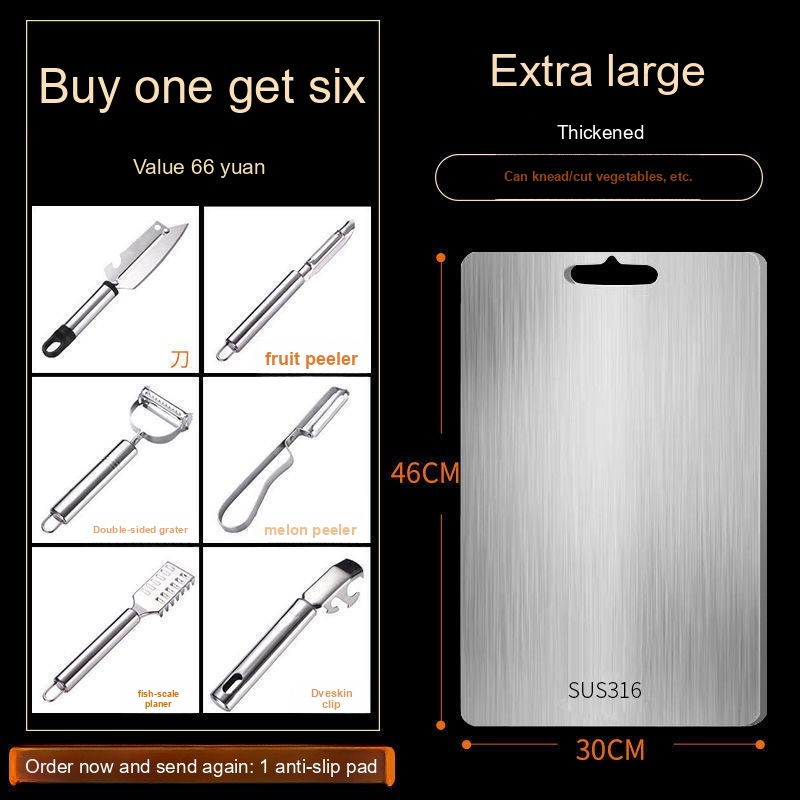 Buy one get six
Value 66 yuan
刀
fruit peeler
Double-sided grater
melon peeler
fish-scale
planer
Dveskin
clip
Order now and send again: 1 anti-slip pad
Extra large
Thickened
Can knead/cut vegetables, etc.
46CM
SUS316
30CM